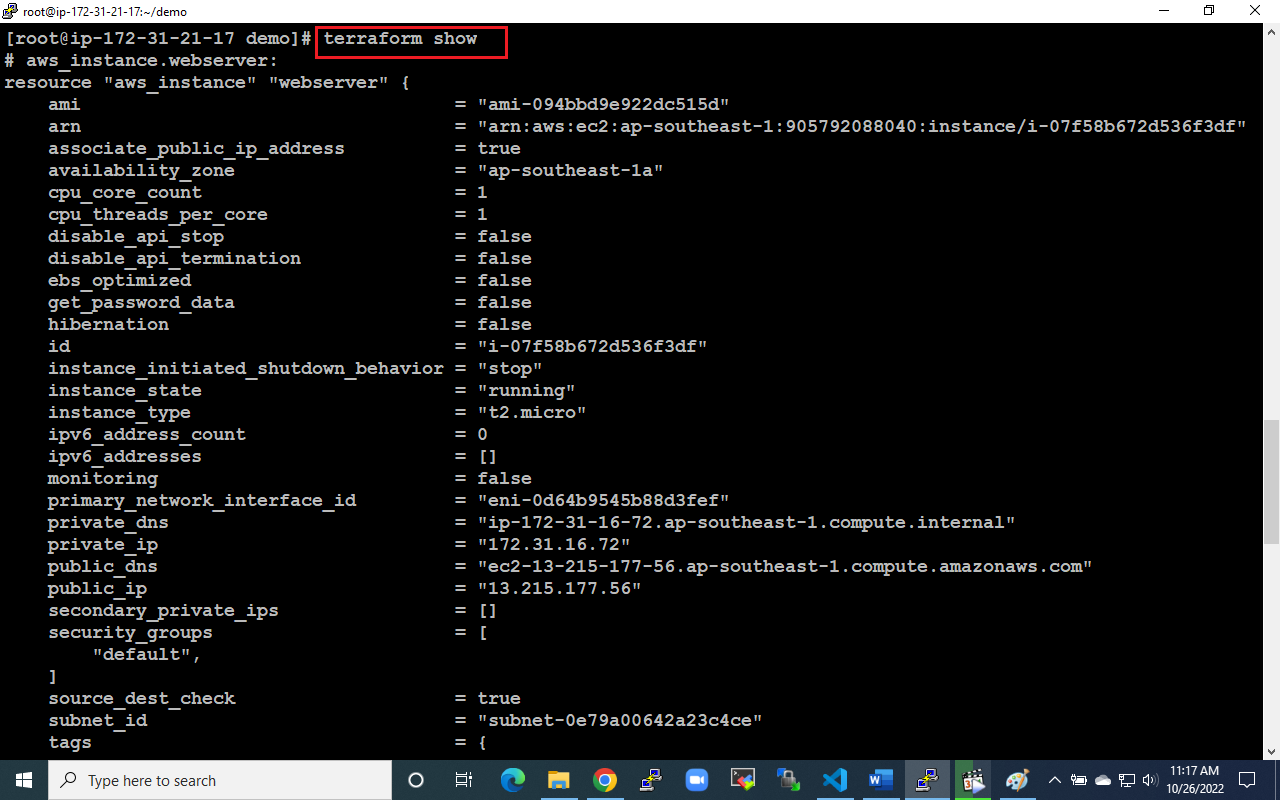 root@ip-172-31-21-17:~/demo
[root@ip-172-31-21-17 demo]# terraform show
# aws_instance.webserver:
resource "aws_instance" "webserver" {
    ami                                  = "ami-094bbd9e922dc515d"
    arn                                  = "arn:aws:ec2:ap-southeast-1:905792088040:instance/i-07f58b672d536f3df"
    associate_public_ip_address          = true
    availability_zone                    = "ap-southeast-1a"
    cpu_core_count                       = 1
    cpu_threads_per_core                 = 1
    disable_api_stop                     = false
    disable_api_termination              = false
    ebs_optimized                        = false
    get_password_data                    = false
    hibernation                          = false
    id                                   = "i-07f58b672d536f3df"
    instance_initiated_shutdown_behavior = "stop"
    instance_state                       = "running"
    instance_type                        = "t2.micro"
    ipv6_address_count                   = 0
    ipv6_addresses                       = []
    monitoring                           = false
    primary_network_interface_id         = "eni-0d64b9545b88d3fef"
    private_dns                          = "ip-172-31-16-72.ap-southeast-1.compute.internal"
    private_ip                           = "172.31.16.72"
    public_dns                           = "ec2-13-215-177-56.ap-southeast-1.compute.amazonaws.com"
    public_ip                            = "13.215.177.56"
    secondary_private_ips                = []
    security_groups                      = [
        "default",
    ]
    source_dest_check                    = true
    subnet_id                            = "subnet-0e79a00642a23c4ce"
    tags                                 = {
Type here to search
11:17 AM
10/26/2022